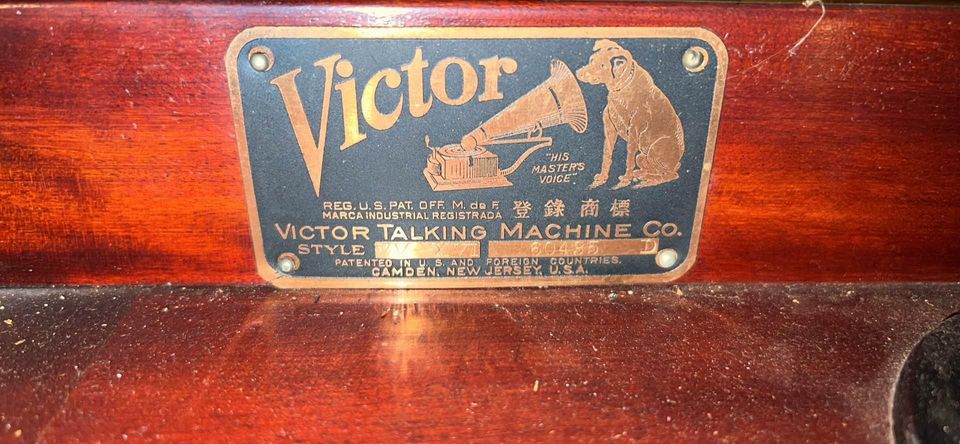 Victor
"HIS
MASTER'S
VOICE"
REG. U.S. PAT. OFF. M. de F.
MARCA INDUSTRIAL REGISTRADA 登錄商標
VICTOR TALKING MACHINE CO.
STYLE 60485 D
PATENTED IN U. S. AND FOREIGN COUNTRIES.
CAMDEN, NEW JERSEY, U.S.A.